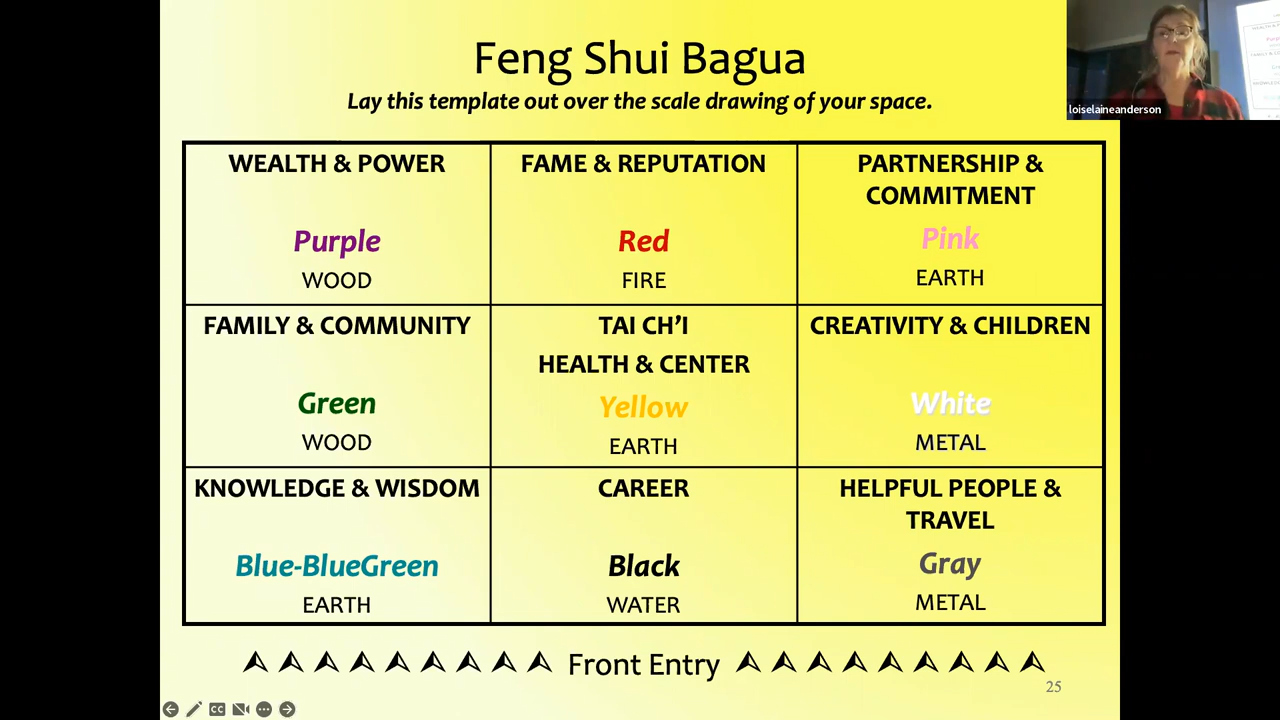 Feng Shui Bagua
Lay this template out over the scale drawing of your space.
loiselaineanderson
WEALTH & POWER
Purple
WOOD
FAME & REPUTATION
Red
FIRE
PARTNERSHIP &
COMMITMENT
Pink
EARTH
FAMILY & COMMUNITY
Green
WOOD
TAI CH’I
HEALTH & CENTER
Yellow
EARTH
CREATIVITY & CHILDREN
White
METAL
KNOWLEDGE & WISDOM
Blue-BlueGreen
EARTH
CAREER
Black
WATER
HELPFUL PEOPLE &
TRAVEL
Gray
METAL
Front Entry
25
CC